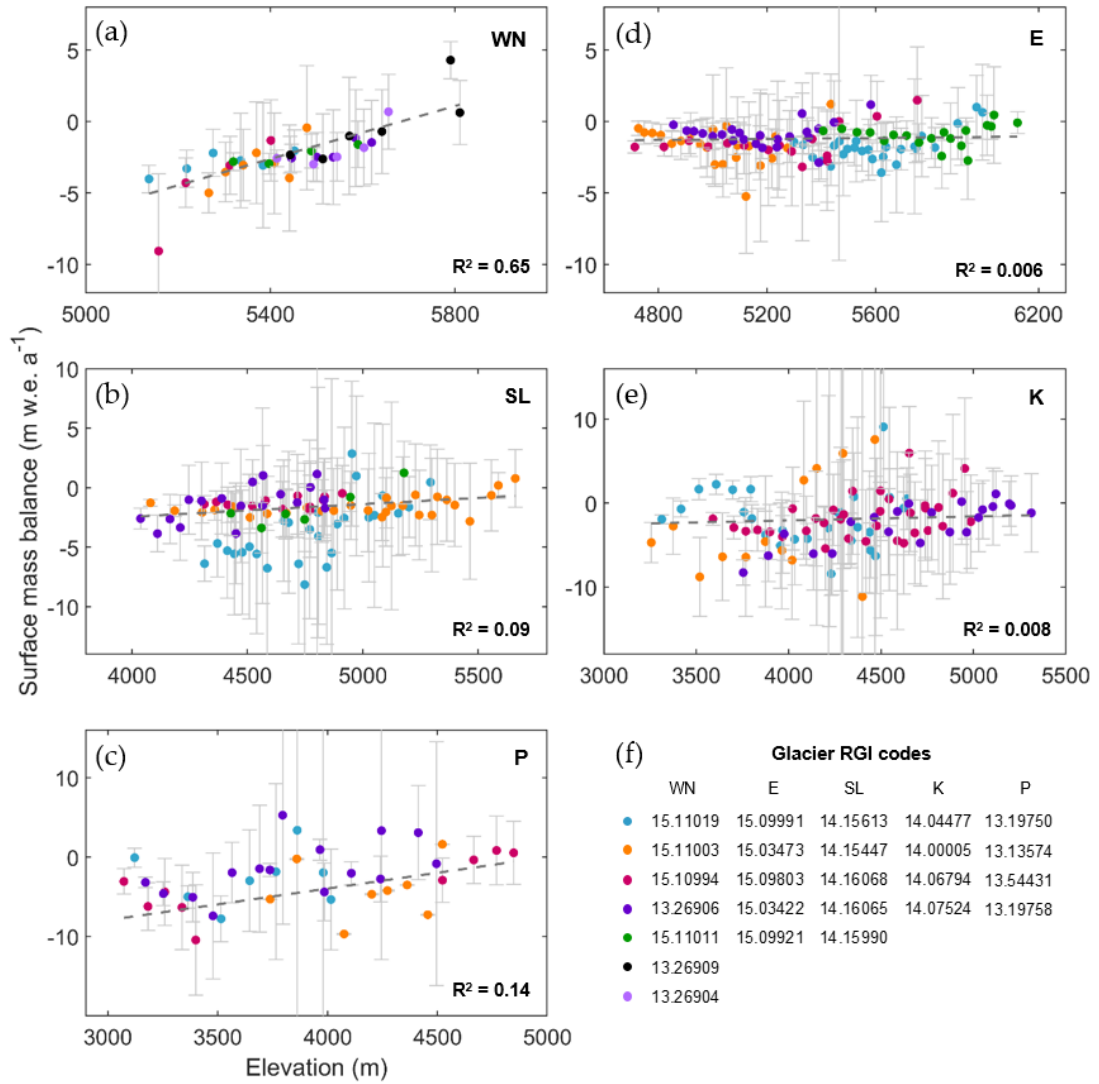 (a)
WN
5
0
-5
-10
R² = 0.65
5000
5400
5800
(d)
E
5
0
-5
-10
R² = 0.006
4800
5200
5600
6200
Surface mass balance (m w.e. a⁻¹)
(b)
SL
10
5
0
-5
-10
R² = 0.09
4000
4500
5000
5500
(e)
K
10
0
-10
R² = 0.008
3000
3500
4000
4500
5000
5500
(c)
P
10
0
-10
R² = 0.14
3000
3500
4000
4500
5000
Elevation (m)
(f)
Glacier RGI codes
WN E SL K P
15.11019 15.09991 14.15613 14.04477 13.19750
15.11003 15.03473 14.15447 14.00005 13.13574
15.10994 15.09803 14.16068 14.06794 13.54431
13.26906 15.03422 14.16065 14.07524 13.19758
15.11011 15.09921 14.15990
13.26909
13.26904